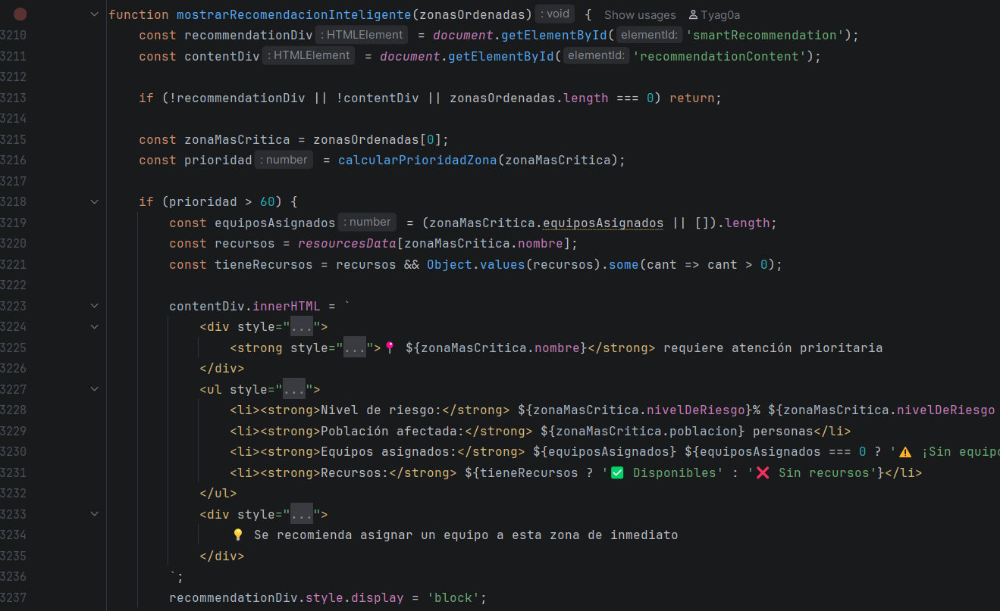 function mostrarRecomendacionInteligente(zonasOrdenadas) : void { Show usages Tyag0a
3210 const recommendationDiv : HTMLElement = document.getElementById( elementId: 'smartRecommendation');
3211 const contentDiv : HTMLElement = document.getElementById( elementId: 'recommendationContent');
3212
3213 if (!recommendationDiv || !contentDiv || zonasOrdenadas.length === 0) return;
3214
3215 const zonaMasCritica = zonasOrdenadas[0];
3216 const prioridad : number = calcularPrioridadZona(zonaMasCritica);
3217
3218 if (prioridad > 60) {
3219 const equiposAsignados : number = (zonaMasCritica.equiposAsignados || []).length;
3220 const recursos = resourcesData[zonaMasCritica.nombre];
3221 const tieneRecursos = recursos && Object.values(recursos).some(cant => cant > 0);
3222
3223 contentDiv.innerHTML = `
3224 <div style="...">
3225 <strong style="...">📍 ${zonaMasCritica.nombre}</strong> requiere atención prioritaria
3226 </div>
3227 <ul style="...">
3228 <li><strong>Nivel de riesgo:</strong> ${zonaMasCritica.nivelDeRiesgo}% ${zonaMasCritica.nivelDeRiesgo
3229 <li><strong>Población afectada:</strong> ${zonaMasCritica.poblacion} personas</li>
3230 <li><strong>Equipos asignados:</strong> ${equiposAsignados} ${equiposAsignados === 0 ? '⚠️ ¡Sin equipo
3231 <li><strong>Recursos:</strong> ${tieneRecursos ? '✅ Disponibles' : '❌ Sin recursos'}</li>
3232 </ul>
3233 <div style="...">
3234 💡 Se recomienda asignar un equipo a esta zona de inmediato
3235 </div>
3236 `;
3237 recommendationDiv.style.display = 'block';